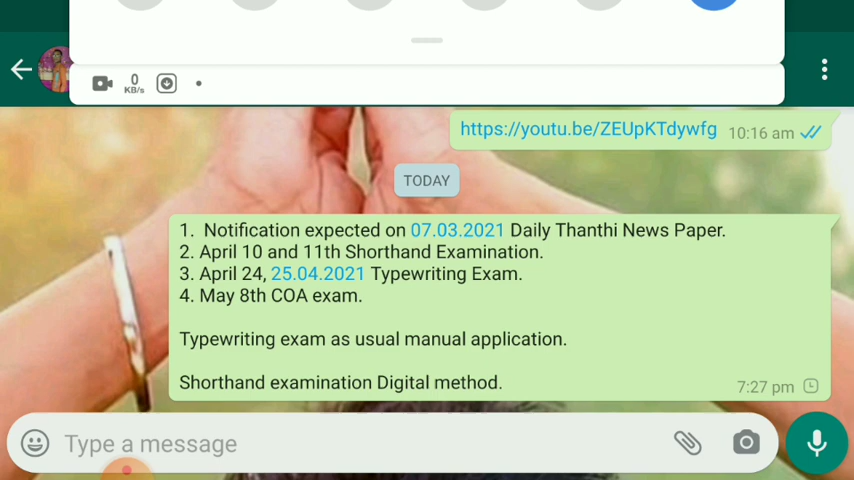 0
KB/s
https://youtu.be/ZEUpKTdywfg 10:16 am
TODAY
1. Notification expected on 07.03.2021 Daily Thanthi News Paper.
2. April 10 and 11th Shorthand Examination.
3. April 24, 25.04.2021 Typewriting Exam.
4. May 8th COA exam.
Typewriting exam as usual manual application.
Shorthand examination Digital method.
7:27 pm
Type a message